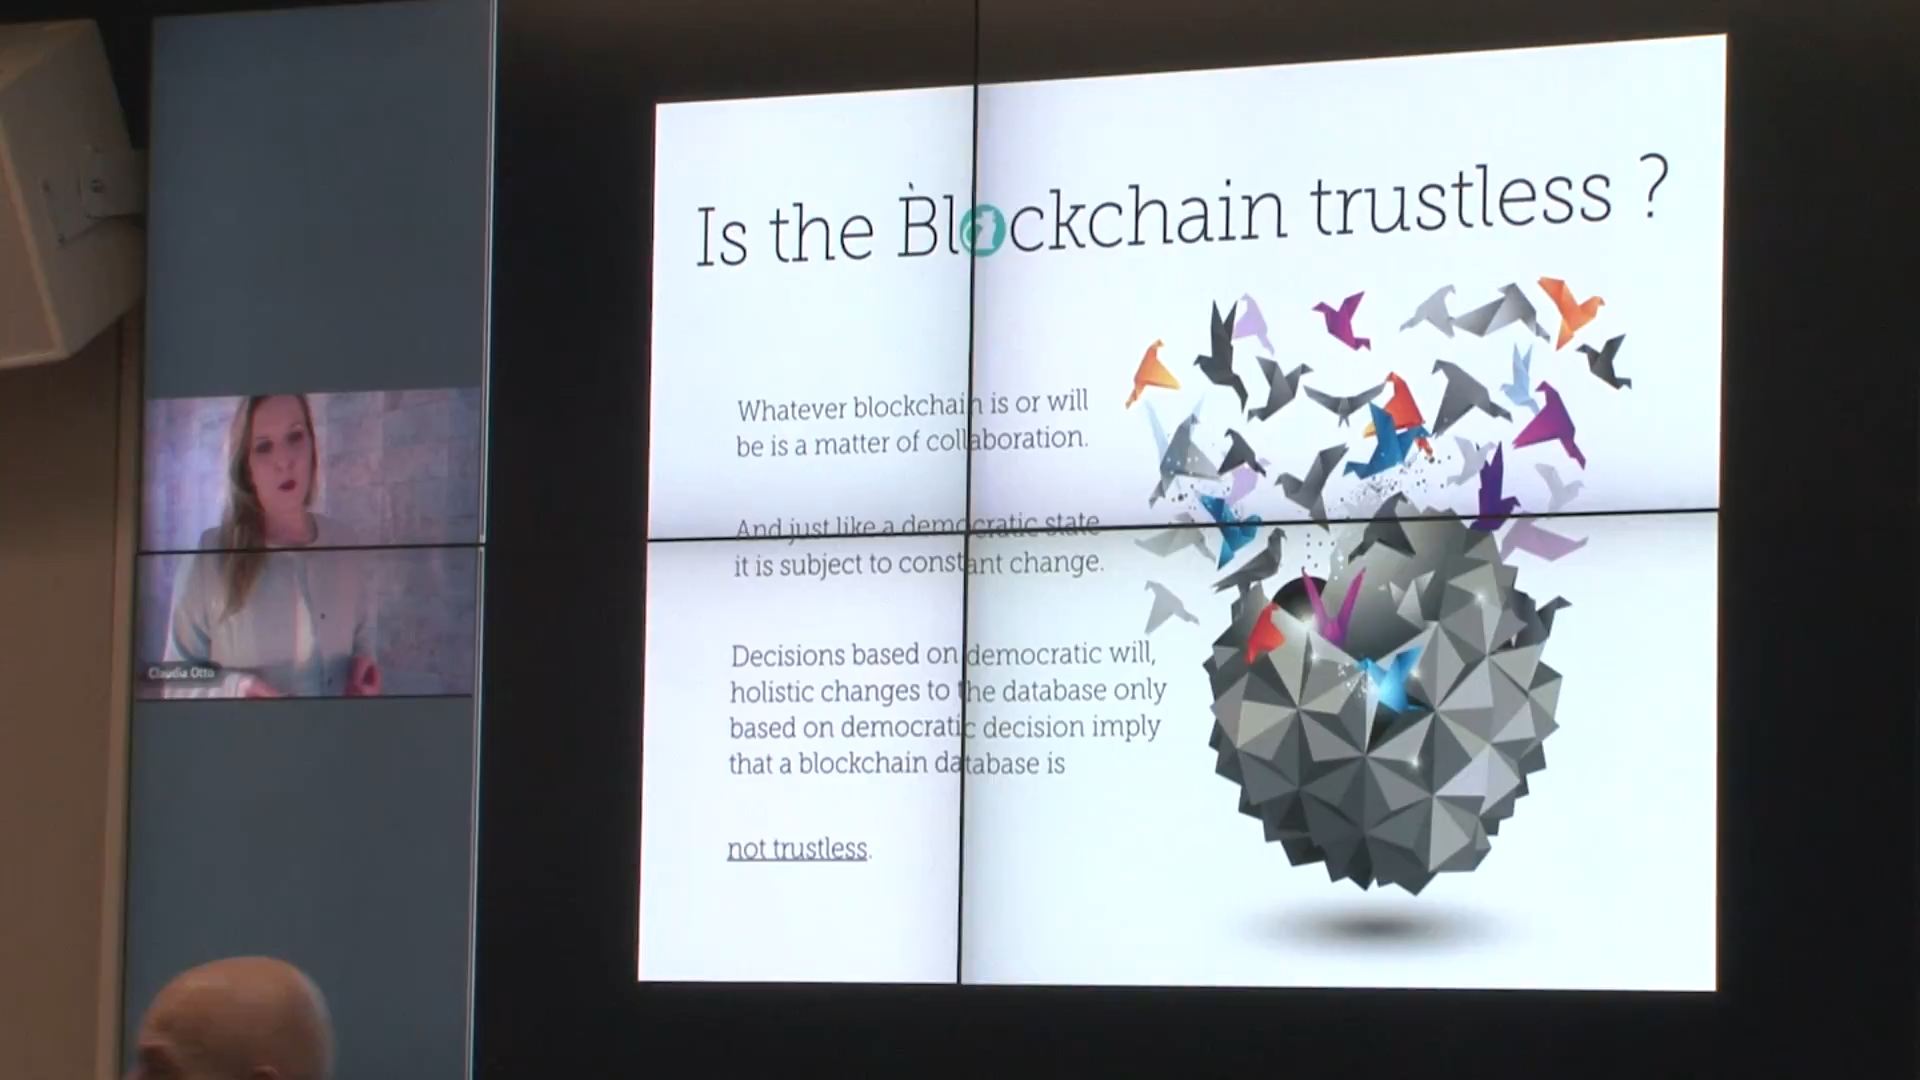 Is the Blockchain trustless ?
Whatever blockchain is or will
be is a matter of collaboration.
And just like a democratic state
it is subject to constant change.
Decisions based on democratic will,
holistic changes to the database only
based on democratic decision imply
that a blockchain database is
not trustless.
Claudia Otto